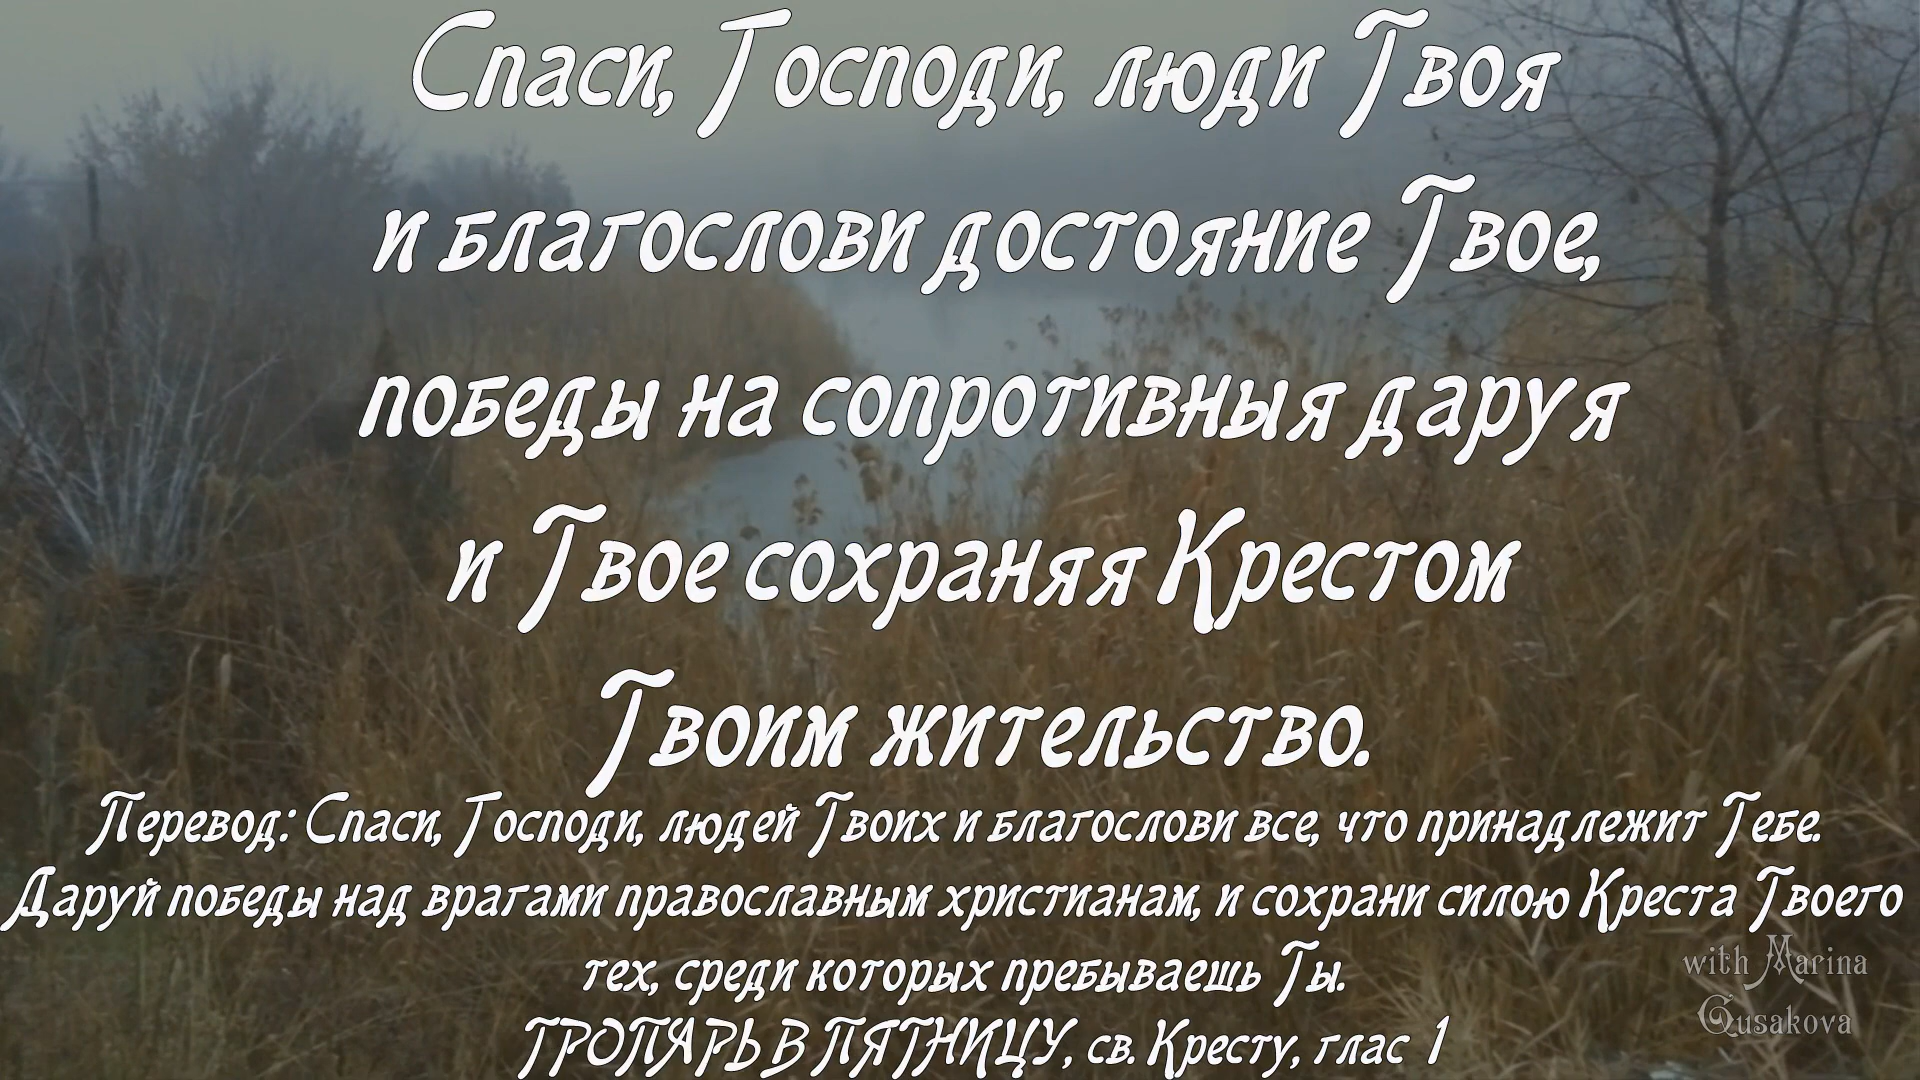 Спаси, Господи, люди Твоя
и благослови достояние Твое,
победы на сопротивныя даруя
и Твое сохраняя Крестом
Твоим жительство.
Перевод: Спаси, Господи, людей Твоих и благослови все, что принадлежит Тебе.
Даруй победы над врагами православным христианам, и сохрани силою Креста Твоего
тех, среди которых пребываешь Ты.
ТРОПАРЬ В ПЯТНИЦУ, св. Кресту, глас 1
with Marina
Gusakova